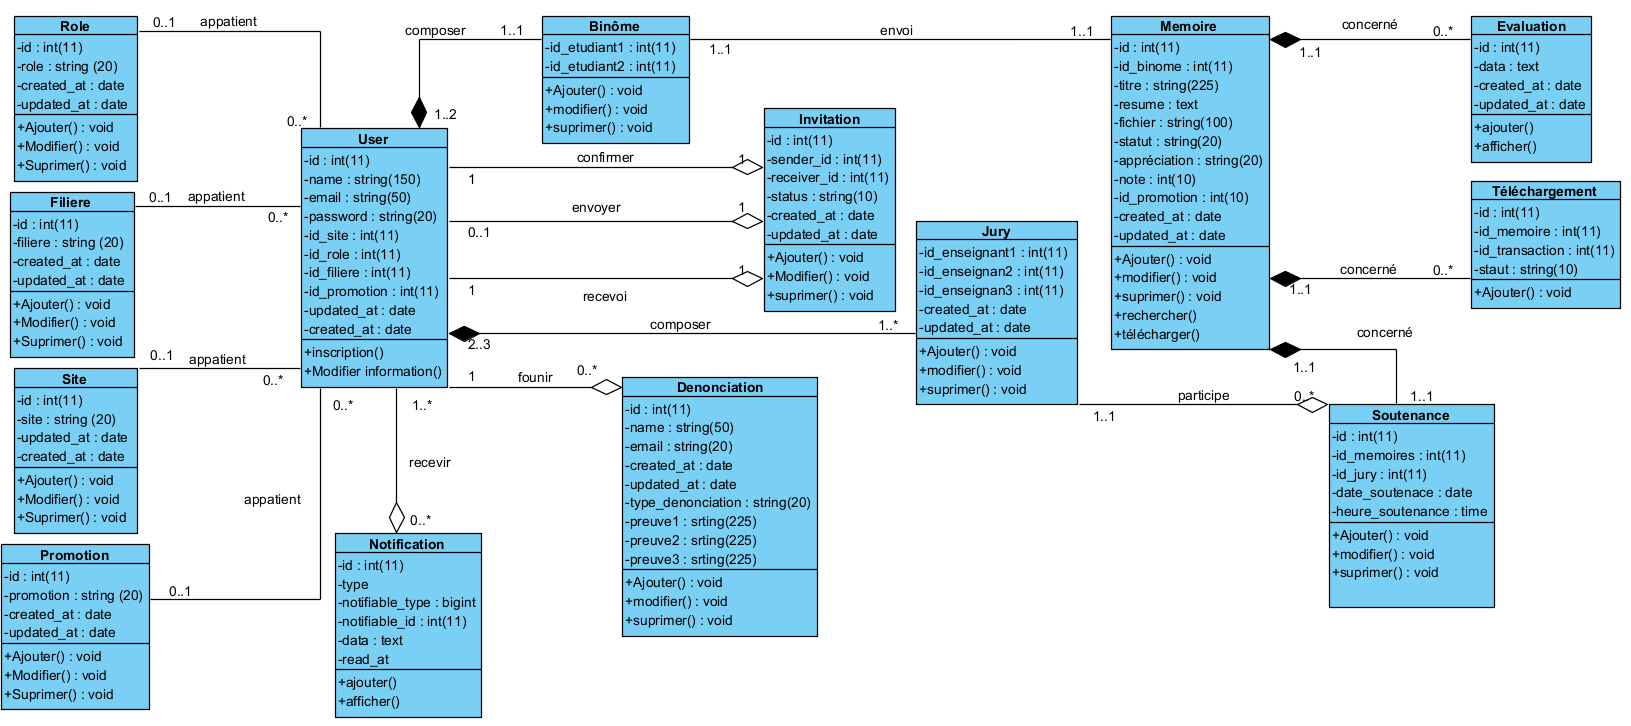 Role
-id : int(11)
-role : string (20)
-created_at : date
-updated_at : date
+Ajouter() : void
+Modifier() : void
+Suprimer() : void
0..1
appatient
0..*
Filiere
-id : int(11)
-filiere : string (20)
-created_at : date
-updated_at : date
+Ajouter() : void
+Modifier() : void
+Suprimer() : void
0..1
appatient
0..*
Site
-id : int(11)
-site : string (20)
-updated_at : date
-created_at : date
+Ajouter() : void
+Modifier() : void
+Suprimer() : void
0..1
appatient
0..*
Promotion
-id : int(11)
-promotion : string (20)
-created_at : date
-updated_at : date
+Ajouter() : void
+Modifier() : void
+Suprimer() : void
0..1
appatient
0..*
User
-id : int(11)
-name : string(150)
-email : string(50)
-password : string(20)
-id_site : int(11)
-id_role : int(11)
-id_filiere : int(11)
-id_promotion : int(11)
-updated_at : date
-created_at : date
+inscription()
+Modifier information()
composer
1..1
1..2
Binôme
-id_etudiant1 : int(11)
-id_etudiant2 : int(11)
+Ajouter() : void
+modifier() : void
+suprimer() : void
1..1
envoi
1..1
confirmer
1
1
envoyer
0..1
1
recevoi
1
1
Invitation
-id : int(11)
-sender_id : int(11)
-receiver_id : int(11)
-status : string(10)
-created_at : date
-updated_at : date
+Ajouter() : void
+Modifier() : void
+suprimer() : void
composer
2..3
1..*
Jury
-id_enseignant1 : int(11)
-id_enseignan2 : int(11)
-id_enseignan3 : int(11)
-created_at : date
-updated_at : date
+Ajouter() : void
+modifier() : void
+suprimer() : void
1
founir
0..*
Denonciation
-id : int(11)
-name : string(50)
-email : string(20)
-created_at : date
-updated_at : date
-type_denonciation : string(20)
-preuve1 : srting(225)
-preuve2 : srting(225)
-preuve3 : srting(225)
+Ajouter() : void
+modifier() : void
+suprimer() : void
1..*
recevir
0..*
Notification
-id : int(11)
-type
-notifiable_type : bigint
-notifiable_id : int(11)
-data : text
-read_at
+ajouter()
+afficher()
Memoire
-id : int(11)
-id_binome : int(11)
-titre : string(225)
-resume : text
-fichier : string(100)
-statut : string(20)
-appréciation : string(20)
-note : int(10)
-id_promotion : int(10)
-created_at : date
-updated_at : date
+Ajouter() : void
+modifier() : void
+suprimer() : void
+rechercher()
+télécharger()
concerné
1..1
0..*
Evaluation
-id : int(11)
-data : text
-created_at : date
-updated_at : date
+ajouter()
+afficher()
concerné
1..1
0..*
Téléchargement
-id : int(11)
-id_memoire : int(11)
-id_transaction : int(11)
-staut : string(10)
+Ajouter() : void
concerné
1..1
1..1
participe
1..1
0..*
Soutenance
-id : int(11)
-id_memoires : int(11)
-id_jury : int(11)
-date_soutenace : date
-heure_soutenance : time
+Ajouter() : void
+modifier() : void
+suprimer() : void